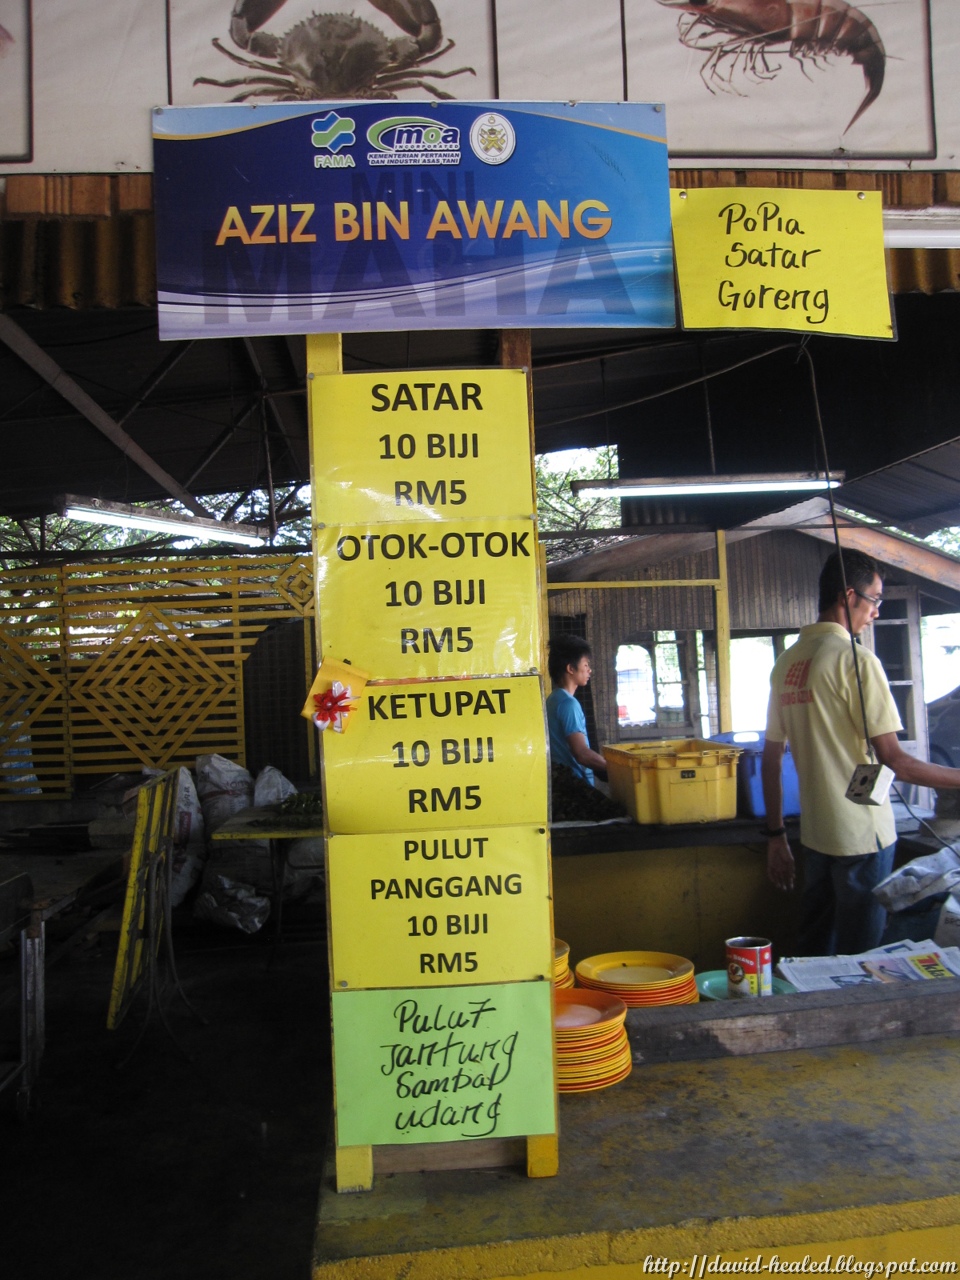 FAMA
moa
INCORPORATED
KEMENTERIAN PERTANIAN
DAN INDUSTRI ASAS TANI
MINI
AZIZ BIN AWANG
MAHA
PoPia
Satar
Goreng
SATAR
10 BIJI
RM5
OTOK-OTOK
10 BIJI
RM5
KETUPAT
10 BIJI
RM5
PULUT
PANGGANG
10 BIJI
RM5
Pulut
Jantung
Sambal
udang
http://david-healed.blogspot.com